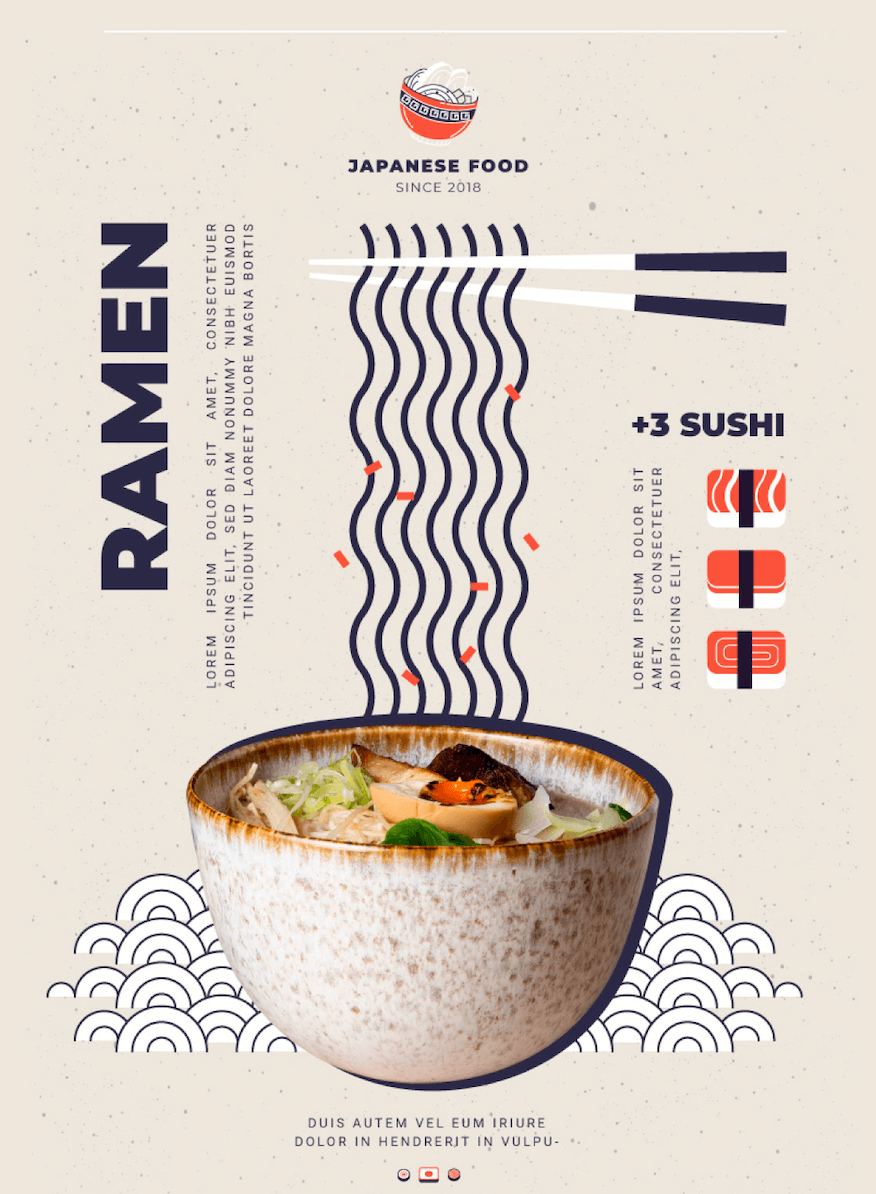 JAPANESE FOOD
SINCE 2018
RAMEN
LOREM IPSUM DOLOR SIT AMET, CONSECTETUER
ADIPISCING ELIT, SED DIAM NONUMMY NIBH EUISMOD
TINCIDUNT UT LAOREET DOLORE MAGNA BORTIS
+3 SUSHI
LOREM IPSUM DOLOR SIT
AMET, CONSECTETUER
ADIPISCING ELIT,
DUIS AUTEM VEL EUM IRIURE
DOLOR IN HENDRERIT IN VULPU-